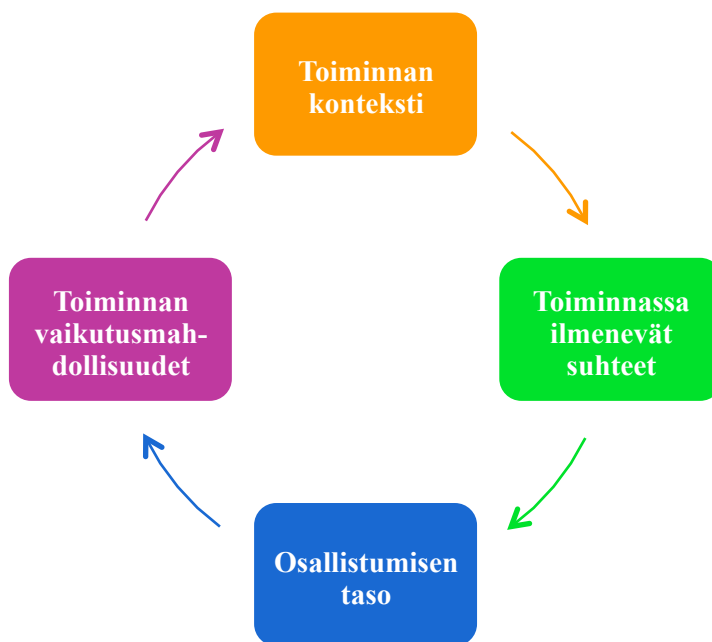 Toiminnan
konteksti
Toiminnassa
ilmenevät
suhteet
Osallistumisen
taso
Toiminnan
vaikutusmah-
dollisuudet